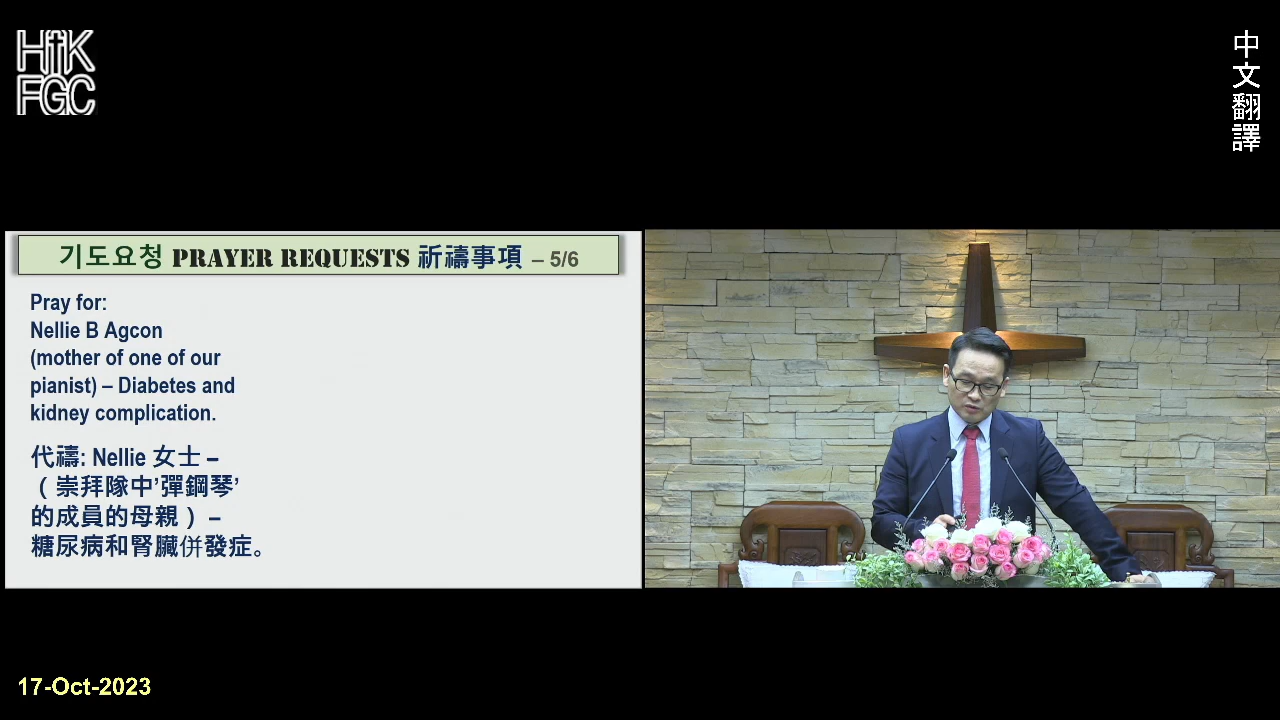 HfK
FGC
中文翻譯
기도요청 PRAYER REQUESTS 祈禱事項 – 5/6
Pray for:
Nellie B Agcon
(mother of one of our
pianist) – Diabetes and
kidney complication.
代禱: Nellie 女士 –
（崇拜隊中’彈鋼琴’
的成員的母親） –
糖尿病和腎臟併發症。
17-Oct-2023